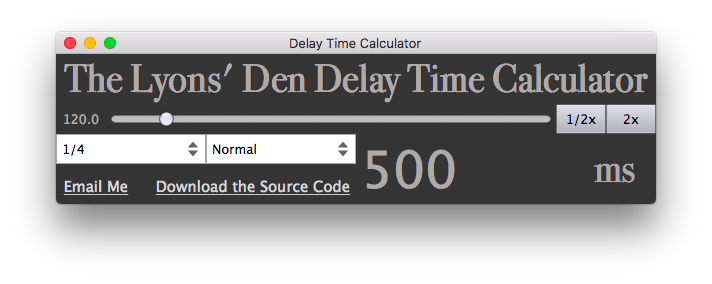 Delay Time Calculator
The Lyons' Den Delay Time Calculator
120.0 1/2x 2x
1/4 Normal
500 ms
Email Me Download the Source Code